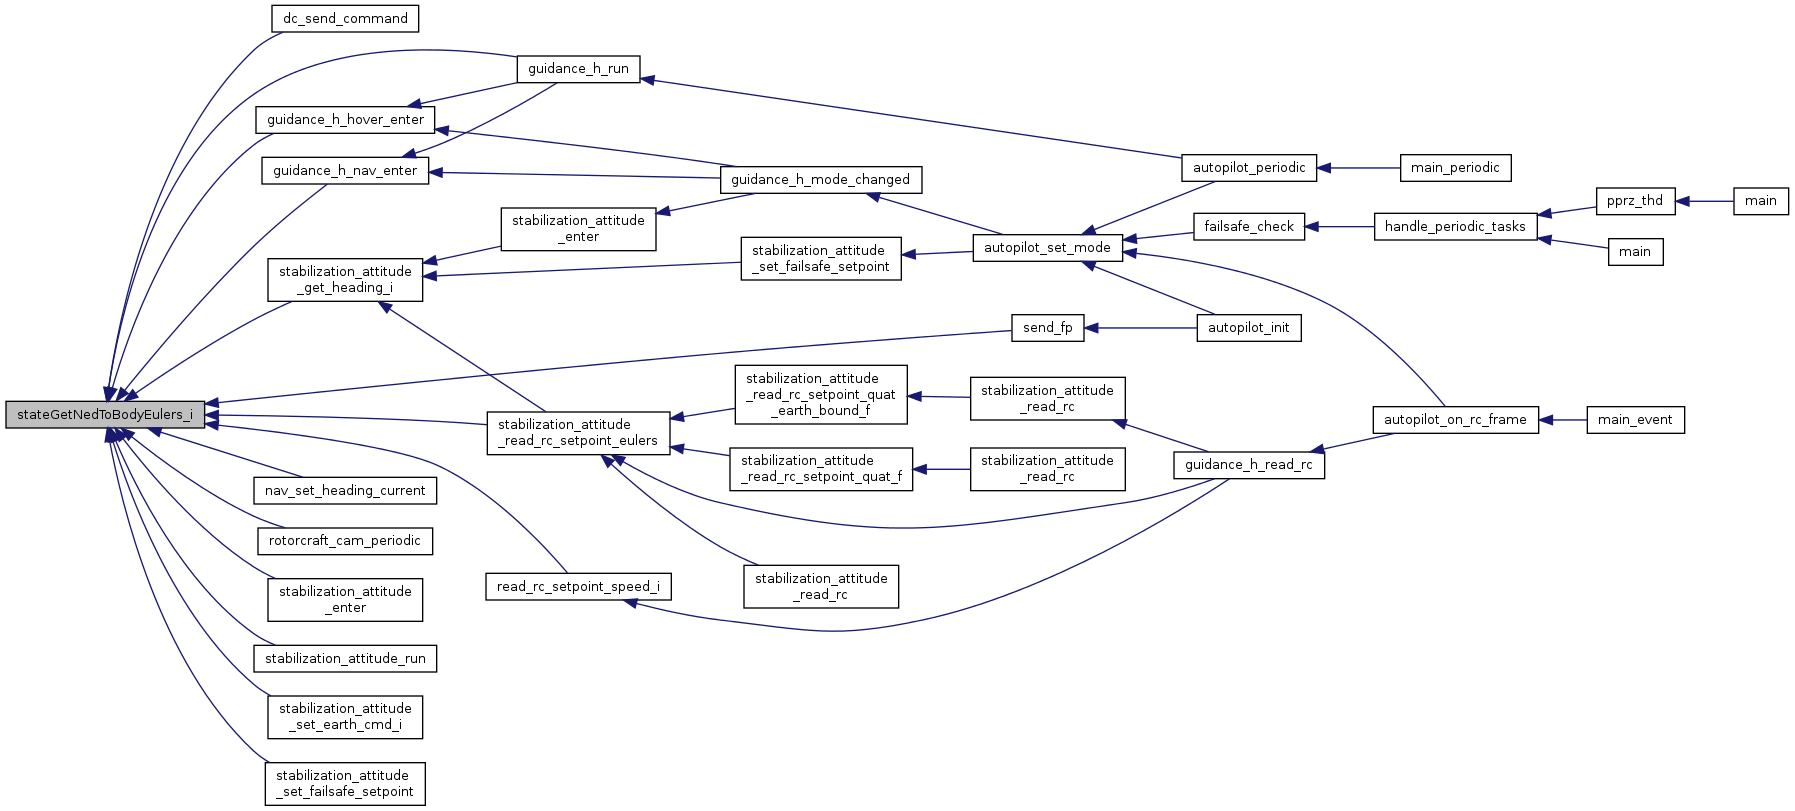 dc_send_command
guidance_h_run
guidance_h_hover_enter
guidance_h_nav_enter
guidance_h_mode_changed
autopilot_periodic
main_periodic
pprz_thd
main
stabilization_attitude
_enter
failsafe_check
handle_periodic_tasks
main
autopilot_set_mode
stabilization_attitude
_set_failsafe_setpoint
stabilization_attitude
_get_heading_i
send_fp
autopilot_init
stateGetNedToBodyEulers_i
stabilization_attitude
_read_rc_setpoint_eulers
stabilization_attitude
_read_rc_setpoint_quat
_earth_bound_f
stabilization_attitude
_read_rc
autopilot_on_rc_frame
main_event
stabilization_attitude
_read_rc_setpoint_quat_f
stabilization_attitude
_read_rc
guidance_h_read_rc
nav_set_heading_current
rotorcraft_cam_periodic
read_rc_setpoint_speed_i
stabilization_attitude
_read_rc
stabilization_attitude
_enter
stabilization_attitude_run
stabilization_attitude
_set_earth_cmd_i
stabilization_attitude
_set_failsafe_setpoint